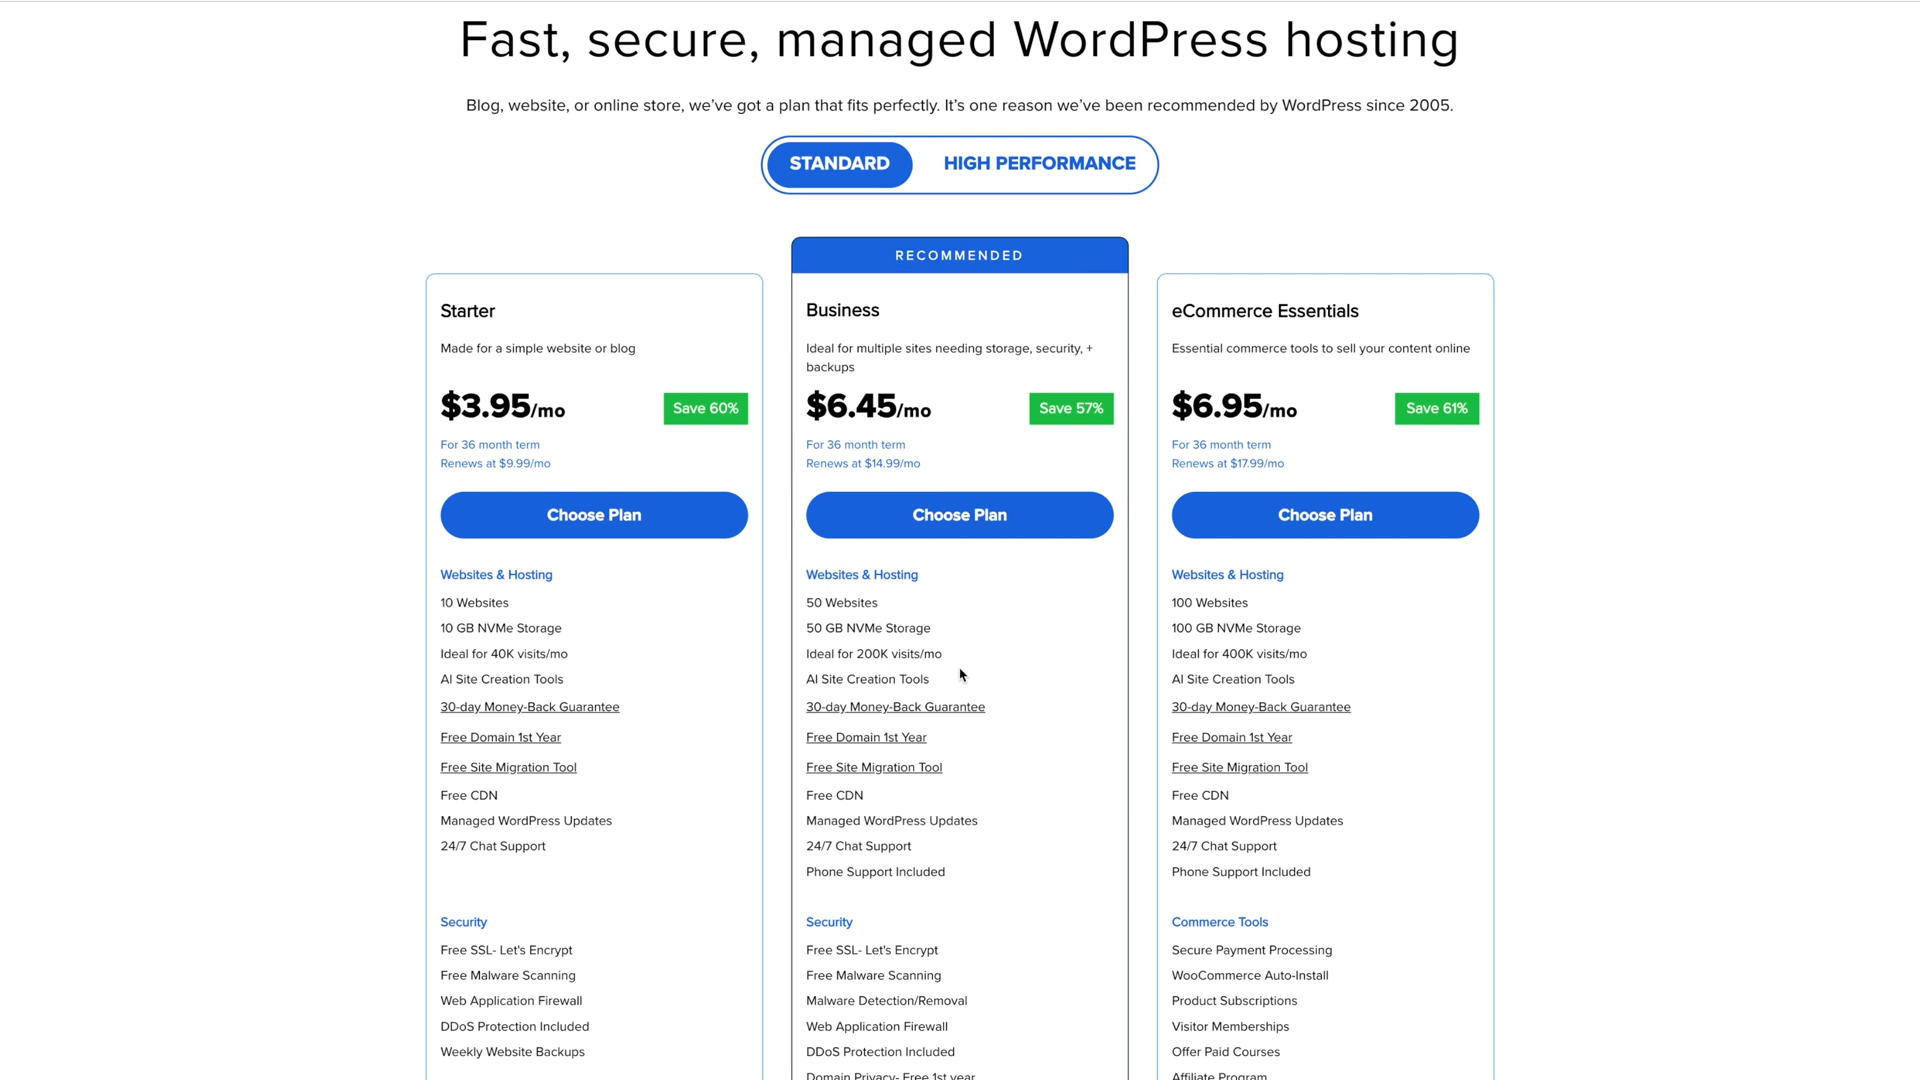 Fast, secure, managed WordPress hosting
Blog, website, or online store, we've got a plan that fits perfectly. It's one reason we've been recommended by WordPress since 2005.
STANDARD
HIGH PERFORMANCE
Starter
Made for a simple website or blog
$3.95/mo
Save 60%
For 36 month term
Renews at $9.99/mo
Choose Plan
Websites & Hosting
10 Websites
10 GB NVMe Storage
Ideal for 40K visits/mo
AI Site Creation Tools
30-day Money-Back Guarantee
Free Domain 1st Year
Free Site Migration Tool
Free CDN
Managed WordPress Updates
24/7 Chat Support
Security
Free SSL- Let's Encrypt
Free Malware Scanning
Web Application Firewall
DDoS Protection Included
Weekly Website Backups
RECOMMENDED
Business
Ideal for multiple sites needing storage, security, +
backups
$6.45/mo
Save 57%
For 36 month term
Renews at $14.99/mo
Choose Plan
Websites & Hosting
50 Websites
50 GB NVMe Storage
Ideal for 200K visits/mo
AI Site Creation Tools
30-day Money-Back Guarantee
Free Domain 1st Year
Free Site Migration Tool
Free CDN
Managed WordPress Updates
24/7 Chat Support
Phone Support Included
Security
Free SSL- Let's Encrypt
Free Malware Scanning
Malware Detection/Removal
Web Application Firewall
DDoS Protection Included
Domain Privacy- Free 1st year
eCommerce Essentials
Essential commerce tools to sell your content online
$6.95/mo
Save 61%
For 36 month term
Renews at $17.99/mo
Choose Plan
Websites & Hosting
100 Websites
100 GB NVMe Storage
Ideal for 400K visits/mo
AI Site Creation Tools
30-day Money-Back Guarantee
Free Domain 1st Year
Free Site Migration Tool
Free CDN
Managed WordPress Updates
24/7 Chat Support
Phone Support Included
Commerce Tools
Secure Payment Processing
WooCommerce Auto-Install
Product Subscriptions
Visitor Memberships
Offer Paid Courses
Affiliate Program